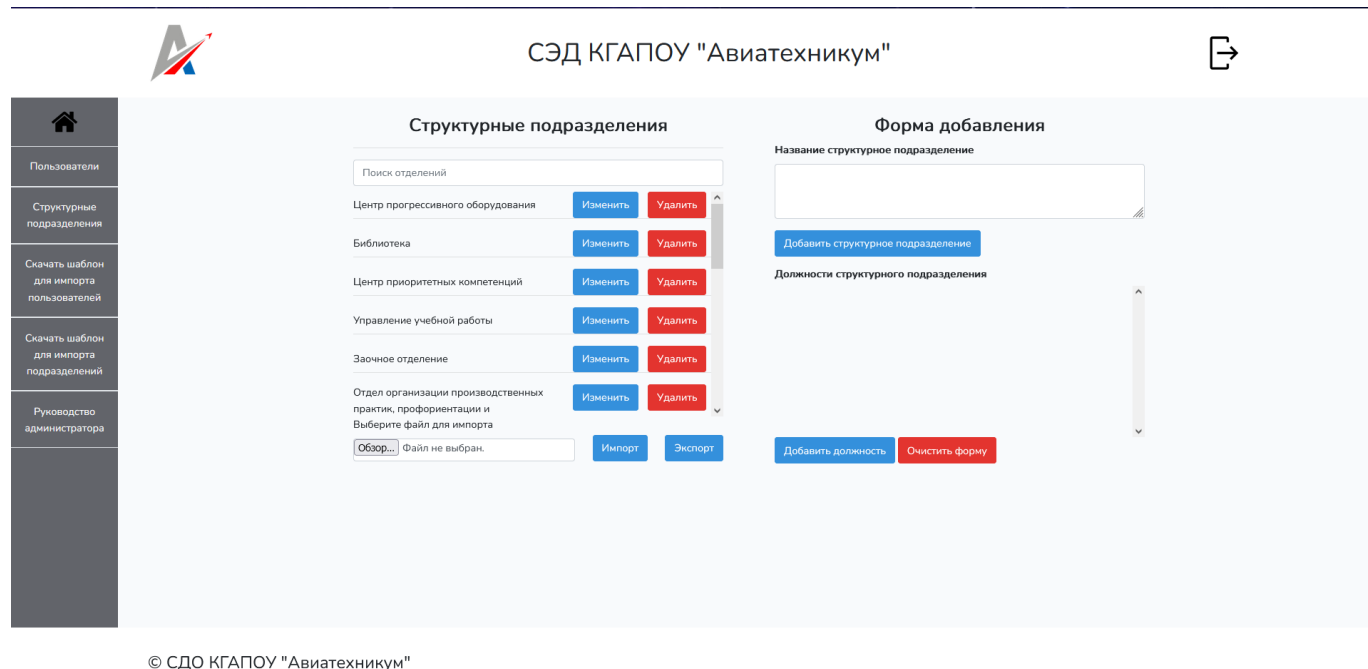 СЭД КГАПОУ "Авиатехникум"
Пользователи
Структурные
подразделения
Скачать шаблон
для импорта
пользователей
Скачать шаблон
для импорта
подразделений
Руководство
администратора
Структурные подразделения
Поиск отделений
Центр прогрессивного оборудования Изменить Удалить
Библиотека Изменить Удалить
Центр приоритетных компетенций Изменить Удалить
Управление учебной работы Изменить Удалить
Заочное отделение Изменить Удалить
Отдел организации производственных
практик, профориентации и Изменить Удалить
Выберите файл для импорта
Обзор... Файл не выбран. Импорт Экспорт
Форма добавления
Название структурное подразделение
Добавить структурное подразделение
Должности структурного подразделения
Добавить должность Очистить форму
© СДО КГАПОУ "Авиатехникум"